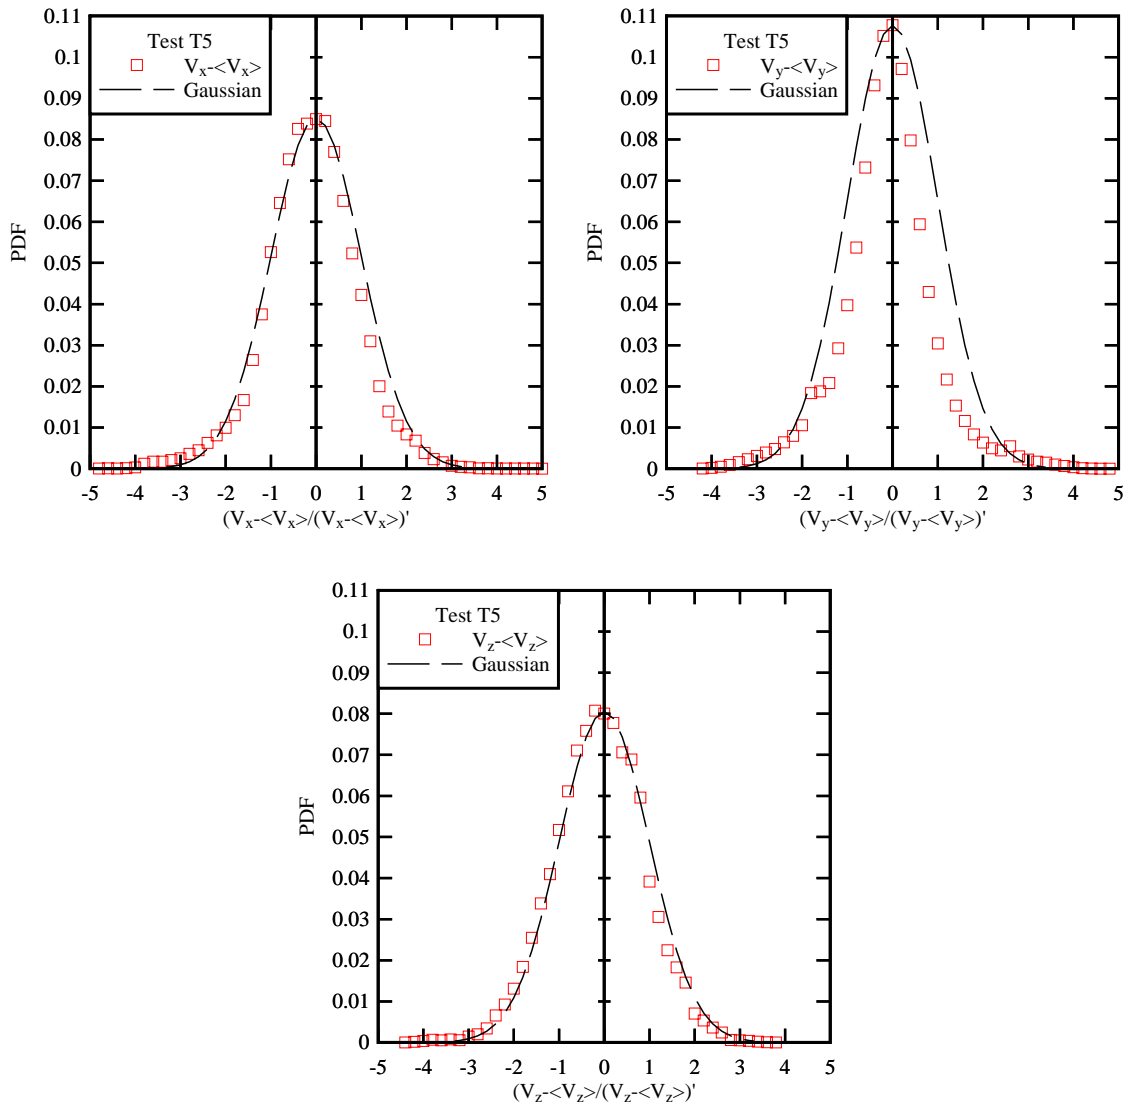 Test T5
Vx-<Vx>
Gaussian
0.11
0.1
0.09
0.08
0.07
0.06
0.05
0.04
0.03
0.02
0.01
0
PDF
-5 -4 -3 -2 -1 0 1 2 3 4 5
(Vx-<Vx>/(Vx-<Vx>)'
Test T5
Vy-<Vy>
Gaussian
0.11
0.1
0.09
0.08
0.07
0.06
0.05
0.04
0.03
0.02
0.01
0
PDF
-5 -4 -3 -2 -1 0 1 2 3 4 5
(Vy-<Vy>/(Vy-<Vy>)'
Test T5
Vz-<Vz>
Gaussian
0.11
0.1
0.09
0.08
0.07
0.06
0.05
0.04
0.03
0.02
0.01
0
PDF
-5 -4 -3 -2 -1 0 1 2 3 4 5
(Vz-<Vz>/(Vz-<Vz>)'